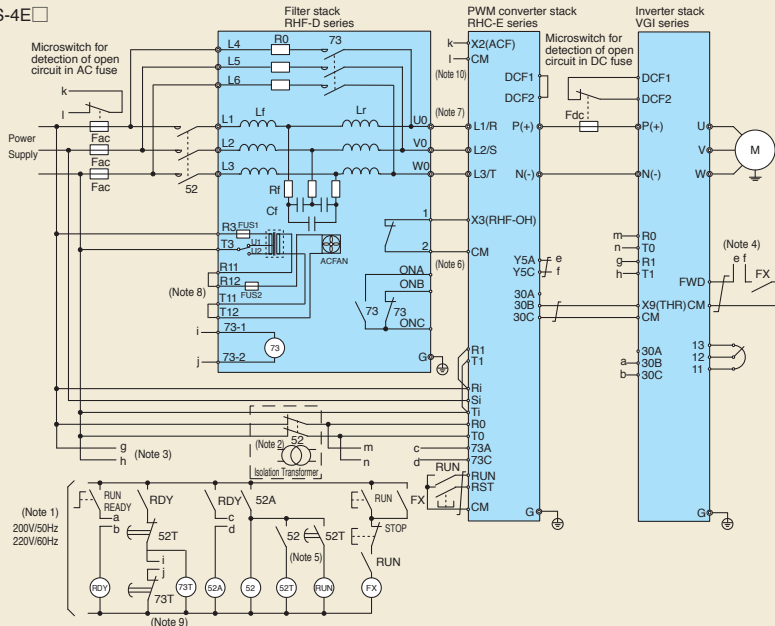 S-4E□
Filter stack
RHF-D series
PWM converter stack
RHC-E series
Inverter stack
VGI series
Microswitch for
detection of open
circuit in AC fuse
k
l
Power
Supply
Fac
Fac
Fac
52
L4
L5
L6
R0
73
L1
L2
L3
Lf
Lr
U0
V0
W0
Rf
Cf
R3
FUS1
T3
U1
U2
ACFAN
R11
R12
FUS2
T11
T12
(Note 8)
i
73-1
73
j
73-2
1
2
ONA
ONB
73
73
ONC
G
k
X2(ACF)
l
CM
(Note 10)
(Note 7)
L1/R
L2/S
L3/T
X3(RHF-OH)
CM
(Note 6)
DCF1
DCF2
P(+)
N(-)
Y5A
Y5C
e
f
30A
30B
30C
R1
T1
Ri
Si
Ti
R0
T0
73A
73C
c
d
RUN
RUN
RST
CM
G
Microswitch for
detection of open
circuit in DC fuse
Fdc
DCF1
DCF2
P(+)
N(-)
U
V
W
M
m
R0
n
T0
g
R1
h
T1
(Note 4)
e f
FX
FWD
X9(THR)
CM
CM
30A
a
30B
b
30C
13
12
11
G
g
h
(Note 3)
(Note 2)
52
Isolation Transformer
m
n
(Note 1)
200V/50Hz
220V/60Hz
RUN
READY
a
b
RDY
RDY
52T
i
j
73T
73T
RDY
c
d
52A
52A
52
52
(Note 5)
52T
52T
RUN
RUN
FX
STOP
RUN
FX
(Note 9)